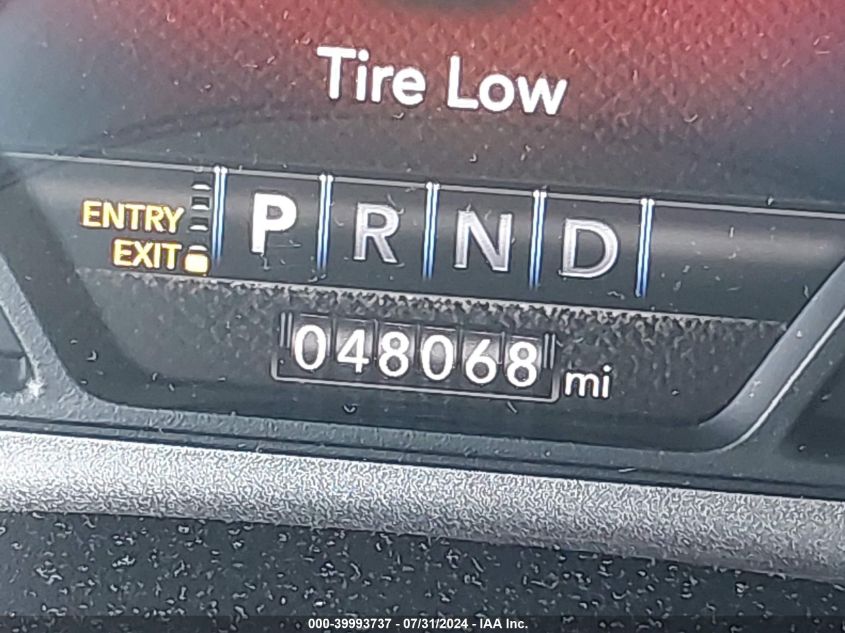 Tire Low
ENTRY
EXIT
P R N D
048068 mi
000-39993737 - 07/31/2024 - IAA Inc.